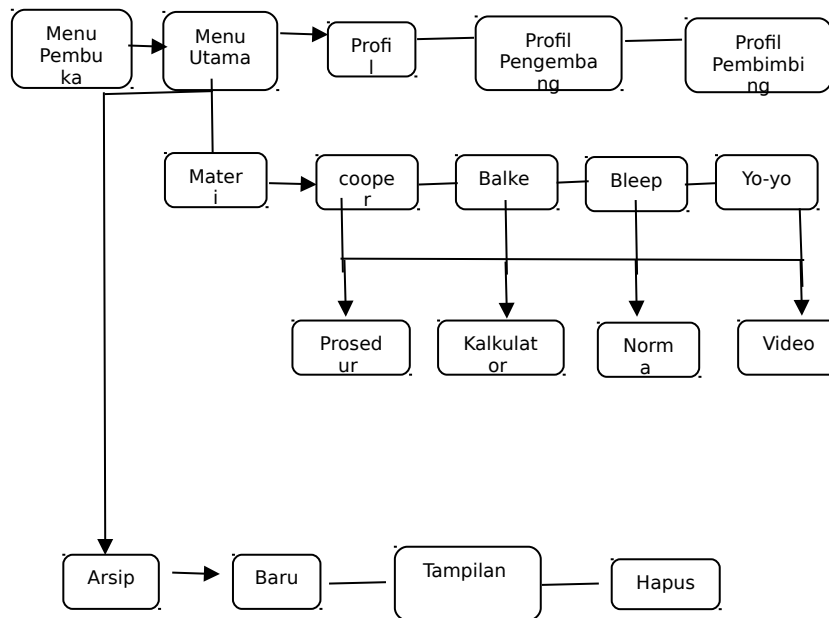 Menu
Pembu
ka
Menu
Utama
Profi
l
Profil
Pengemba
ng
Profil
Pembimbi
ng
Mater
i
coope
r
Balke
Bleep
Yo-yo
Prosed
ur
Kalkulat
or
Norm
a
Video
Arsip
Baru
Tampilan
Hapus